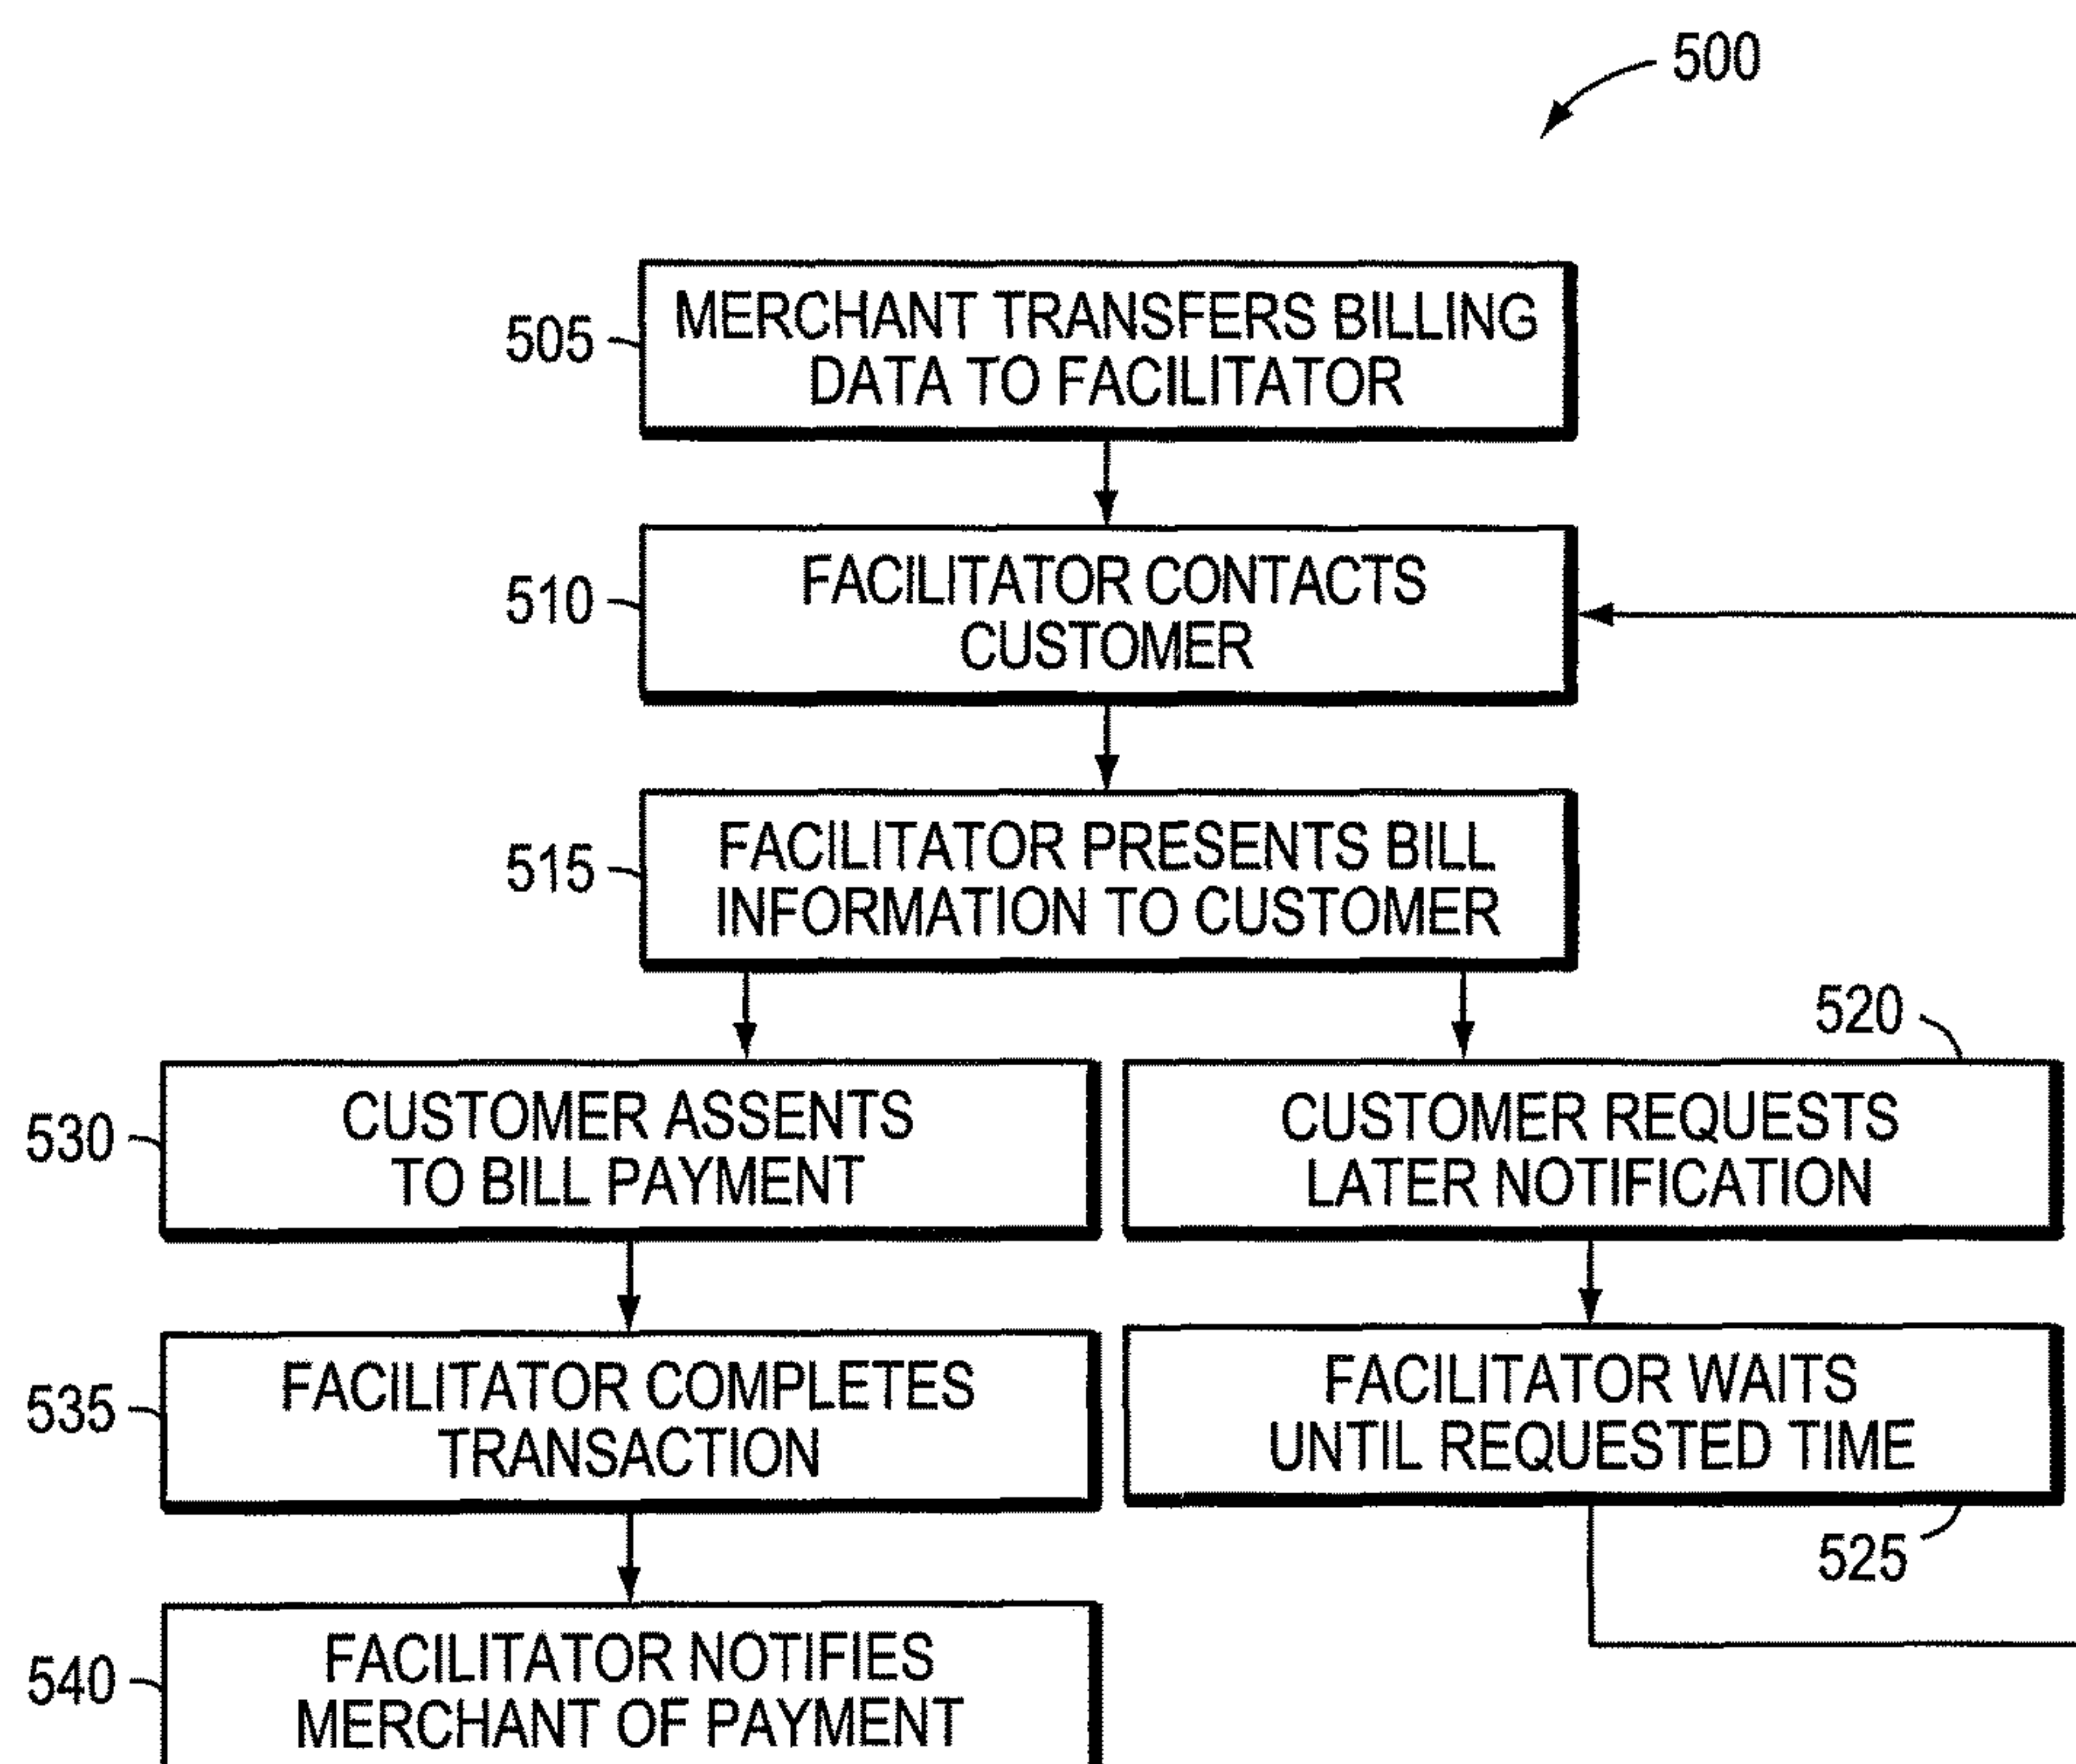 500
505
MERCHANT TRANSFERS BILLING
DATA TO FACILITATOR
510
FACILITATOR CONTACTS
CUSTOMER
515
FACILITATOR PRESENTS BILL
INFORMATION TO CUSTOMER
530
CUSTOMER ASSENTS
TO BILL PAYMENT
520
CUSTOMER REQUESTS
LATER NOTIFICATION
535
FACILITATOR COMPLETES
TRANSACTION
FACILITATOR WAITS
UNTIL REQUESTED TIME
525
540
FACILITATOR NOTIFIES
MERCHANT OF PAYMENT